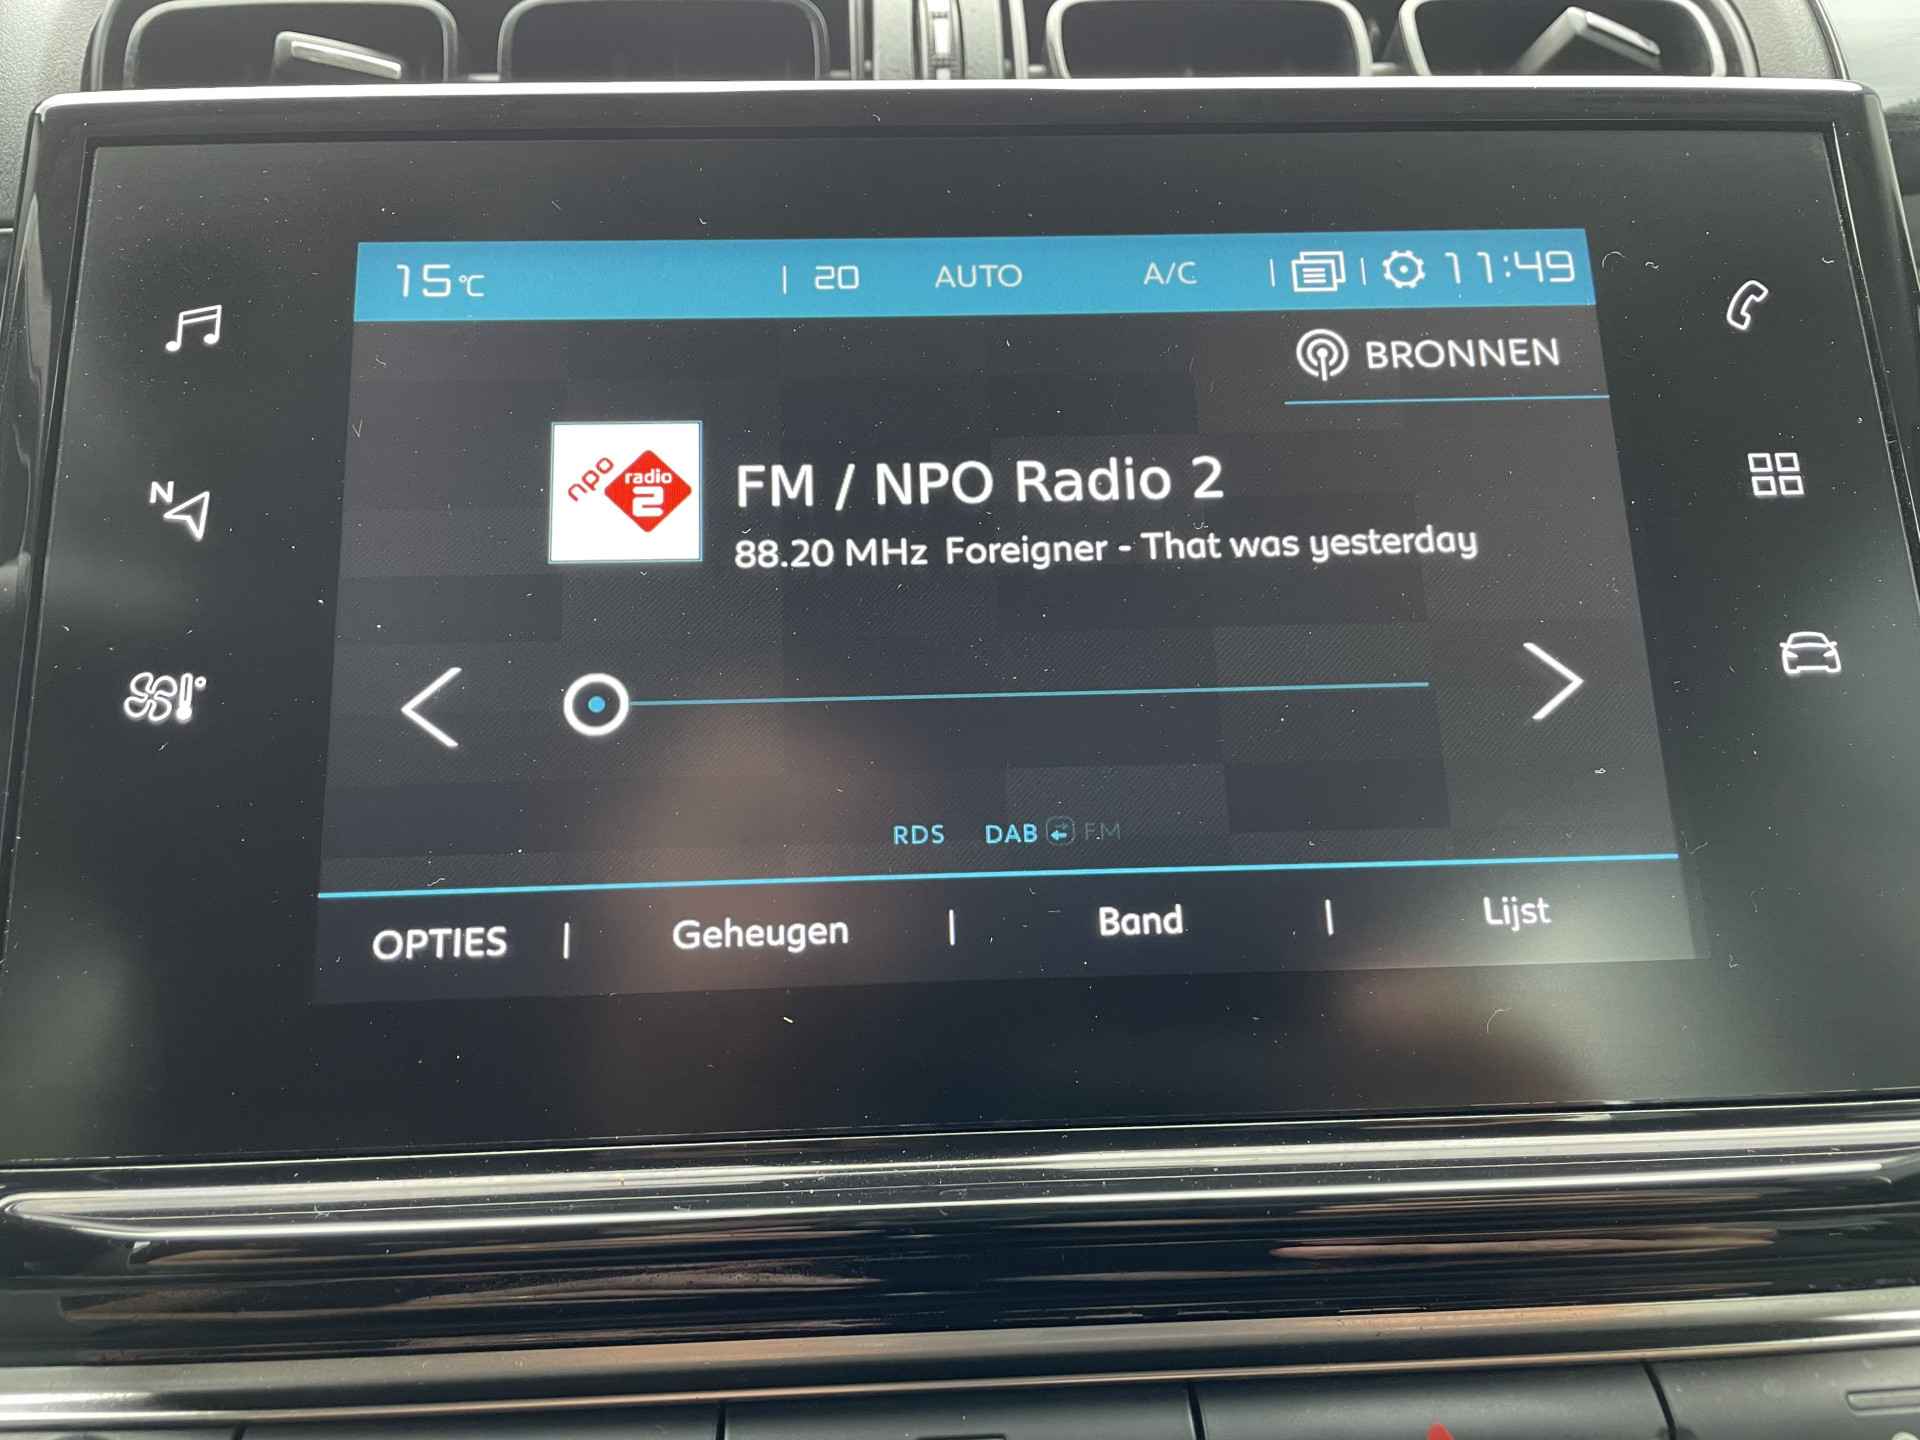 15°C | 20 AUTO A/C | | 11:49
BRONNEN
npo radio 2
FM / NPO Radio 2
88.20 MHz Foreigner - That was yesterday
N
RDS DAB FM
OPTIES | Geheugen | Band | Lijst